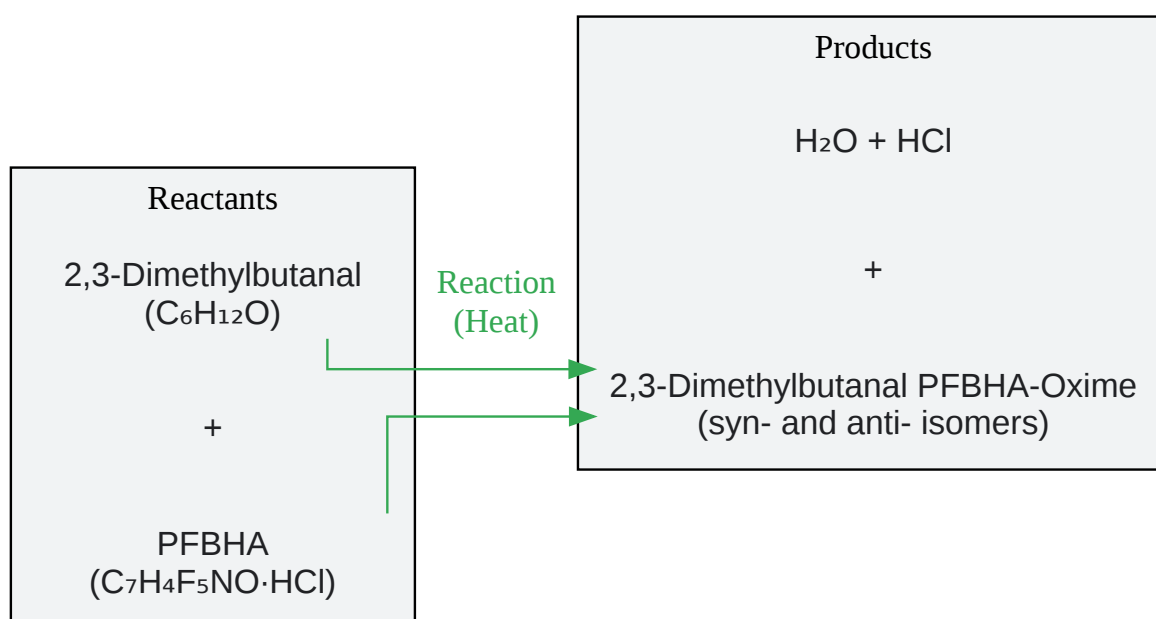 Reactants
2,3-Dimethylbutanal
(C₆H₁₂O)
+
PFBHA
(C₇H₄F₅NO·HCl)
Reaction
(Heat)
Products
H₂O + HCl
+
2,3-Dimethylbutanal PFBHA-Oxime
(syn- and anti- isomers)